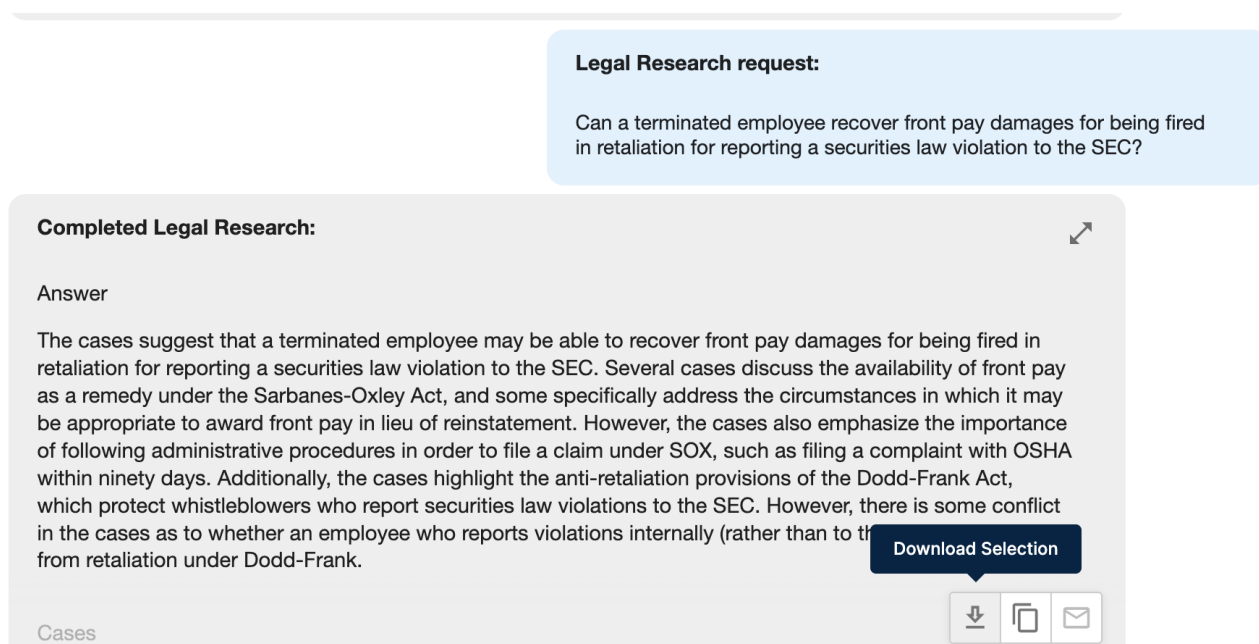 Legal Research request:
Can a terminated employee recover front pay damages for being fired
in retaliation for reporting a securities law violation to the SEC?
Completed Legal Research:
Answer
The cases suggest that a terminated employee may be able to recover front pay damages for being fired in
retaliation for reporting a securities law violation to the SEC. Several cases discuss the availability of front pay
as a remedy under the Sarbanes-Oxley Act, and some specifically address the circumstances in which it may
be appropriate to award front pay in lieu of reinstatement. However, the cases also emphasize the importance
of following administrative procedures in order to file a claim under SOX, such as filing a complaint with OSHA
within ninety days. Additionally, the cases highlight the anti-retaliation provisions of the Dodd-Frank Act,
which protect whistleblowers who report securities law violations to the SEC. However, there is some conflict
in the cases as to whether an employee who reports violations internally (rather than to
from retaliation under Dodd-Frank.
Download Selection
Cases